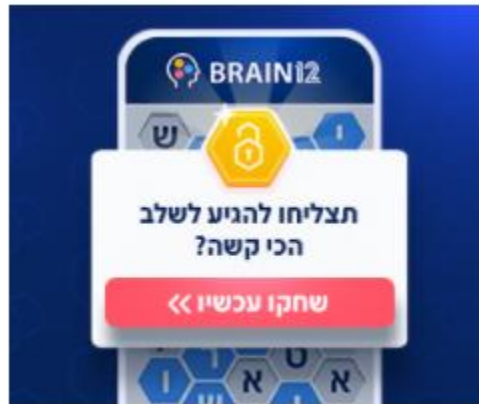 BRAIN12
ש
ו
תצליחו להגיע לשלב
הכי קשה?
שחקו עכשיו >>
ר
ט
ו
א
א